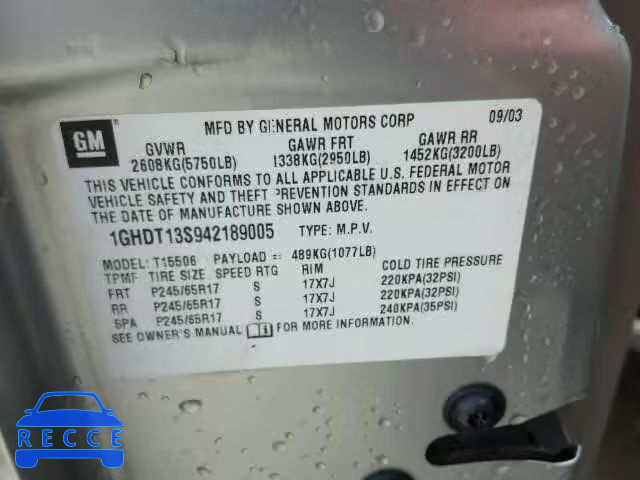 GM
MFD BY GENERAL MOTORS CORP 09/03
GVWR GAWR FRT GAWR RR
2608KG(5750LB) 1338KG(2950LB) 1452KG(3200LB)
THIS VEHICLE CONFORMS TO ALL APPLICABLE U.S. FEDERAL MOTOR
VEHICLE SAFETY AND THEFT PREVENTION STANDARDS IN EFFECT ON
THE DATE OF MANUFACTURE SHOWN ABOVE.
1GHDT13S942189005 TYPE: M.P.V.
MODEL: T15506 PAYLOAD = 489KG(1077LB)
TPMF TIRE SIZE SPEED RTG RIM COLD TIRE PRESSURE
FRT P245/65R17 S 17X7J 220KPA(32PSI)
RR P245/65R17 S 17X7J 220KPA(32PSI)
SPA P245/65R17 S 17X7J 240KPA(35PSI)
SEE OWNER'S MANUAL FOR MORE INFORMATION.
RECCE